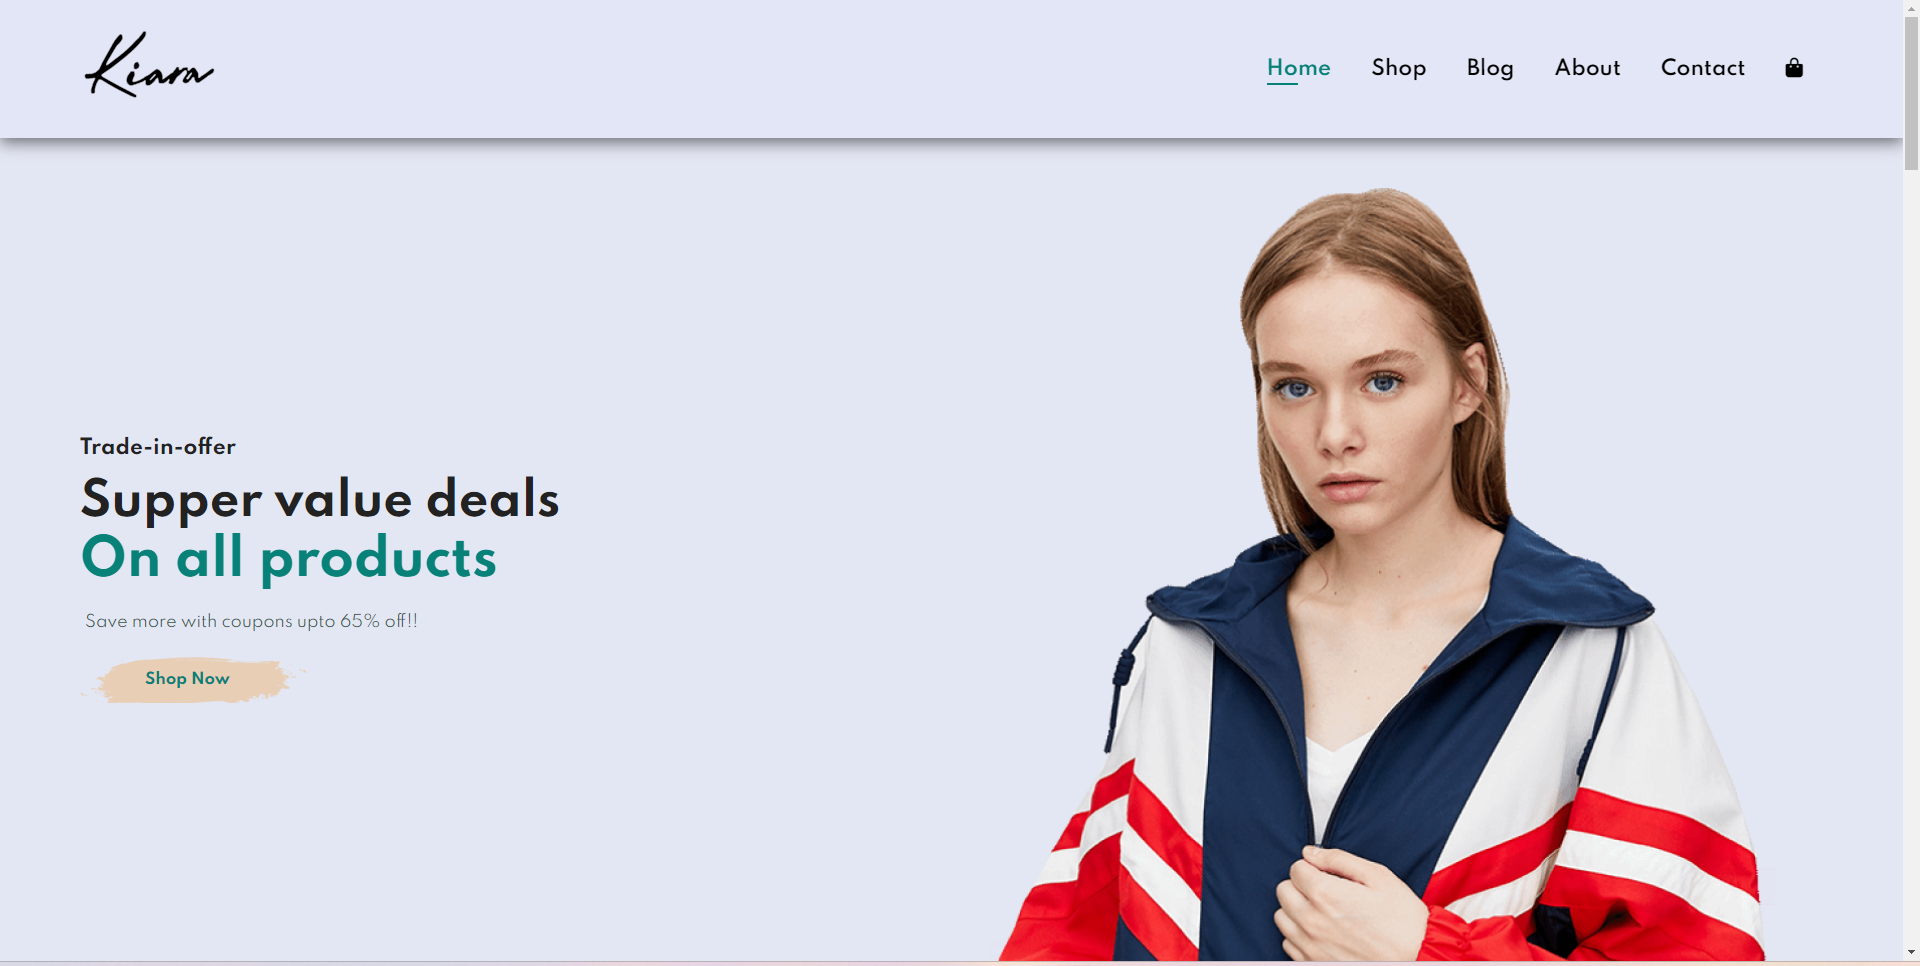 Kiara
Home Shop Blog About Contact
Trade-in-offer
Supper value deals
On all products
Save more with coupons upto 65% off!!
Shop Now